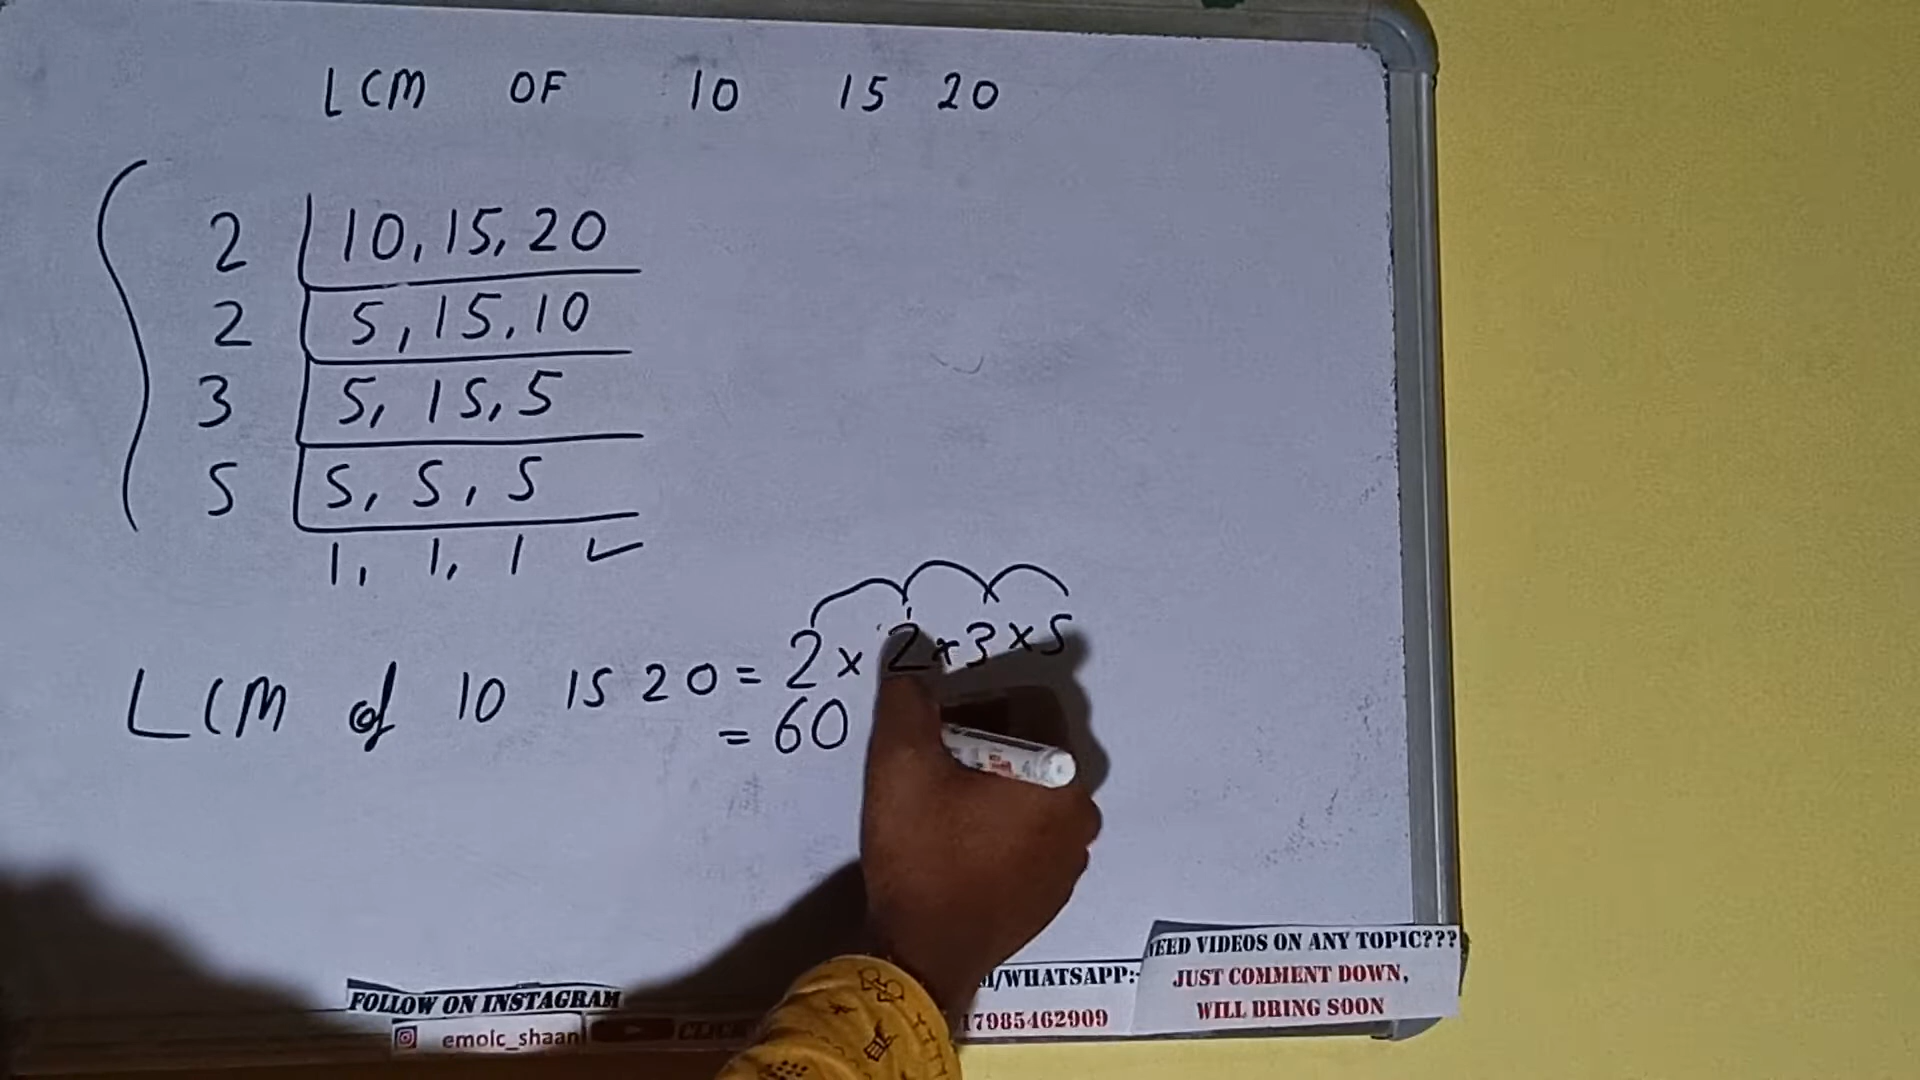 LCM OF 10 15 20
2 10, 15, 20
2 5, 15, 10
3 5, 15, 5
5 5, 5, 5
1, 1, 1 ✓
LCM of 10 15 20 = 2 × 2 × 3 × 5
= 60
NEED VIDEOS ON ANY TOPIC???
JUST COMMENT DOWN,
WILL BRING SOON
M/WHATSAPP:-
17985462909
FOLLOW ON INSTAGRAM
emoic_shaani